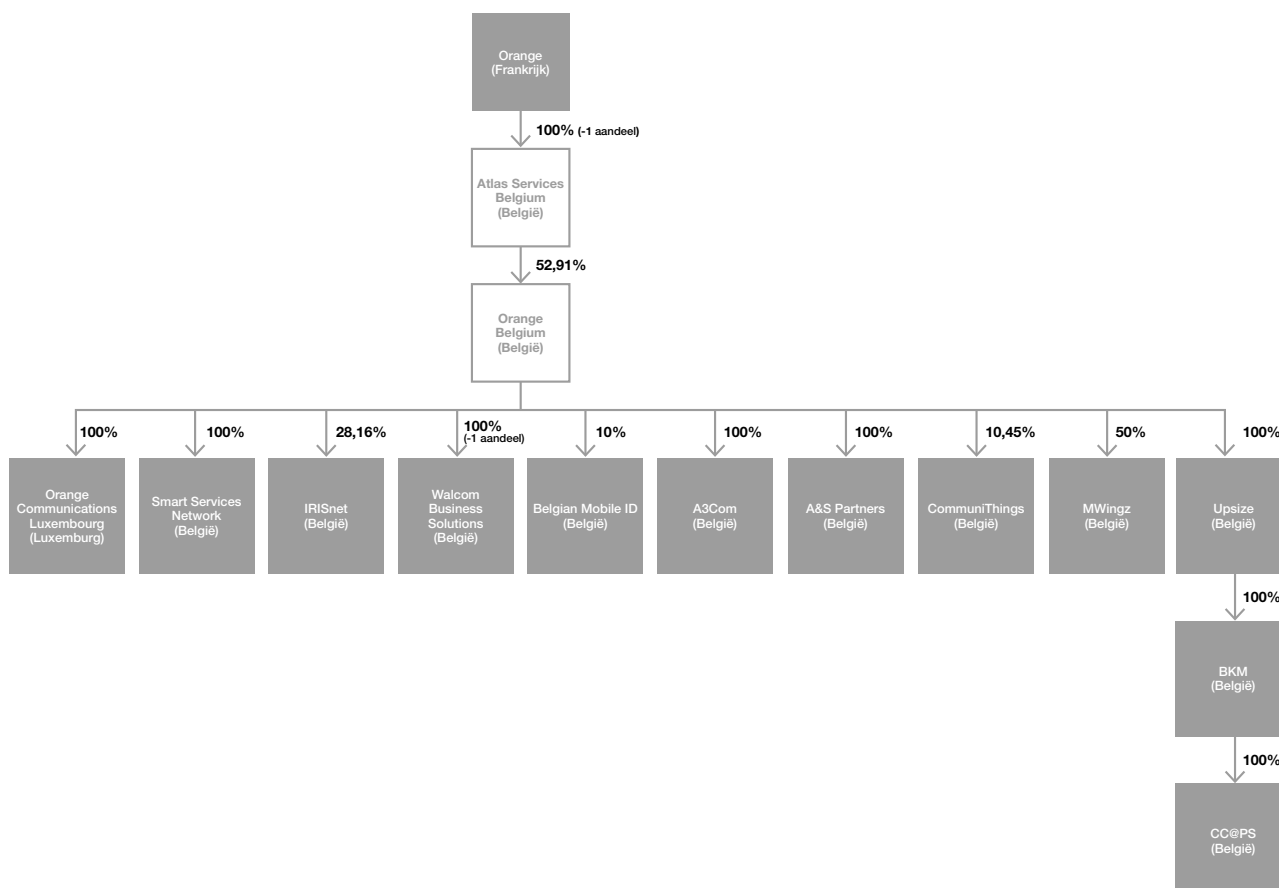 Orange
(Frankrijk)
100% (-1 aandeel)
Atlas Services
Belgium
(België)
52,91%
Orange
Belgium
(België)
100%
100%
28,16%
100%
(-1 aandeel)
10%
100%
100%
10,45%
50%
100%
Orange
Communications
Luxembourg
(Luxemburg)
Smart Services
Network
(België)
IRISnet
(België)
Walcom
Business
Solutions
(België)
Belgian Mobile ID
(België)
A3Com
(België)
A&S Partners
(België)
CommuniThings
(België)
MWingz
(België)
Upsize
(België)
100%
BKM
(België)
100%
CC@PS
(België)